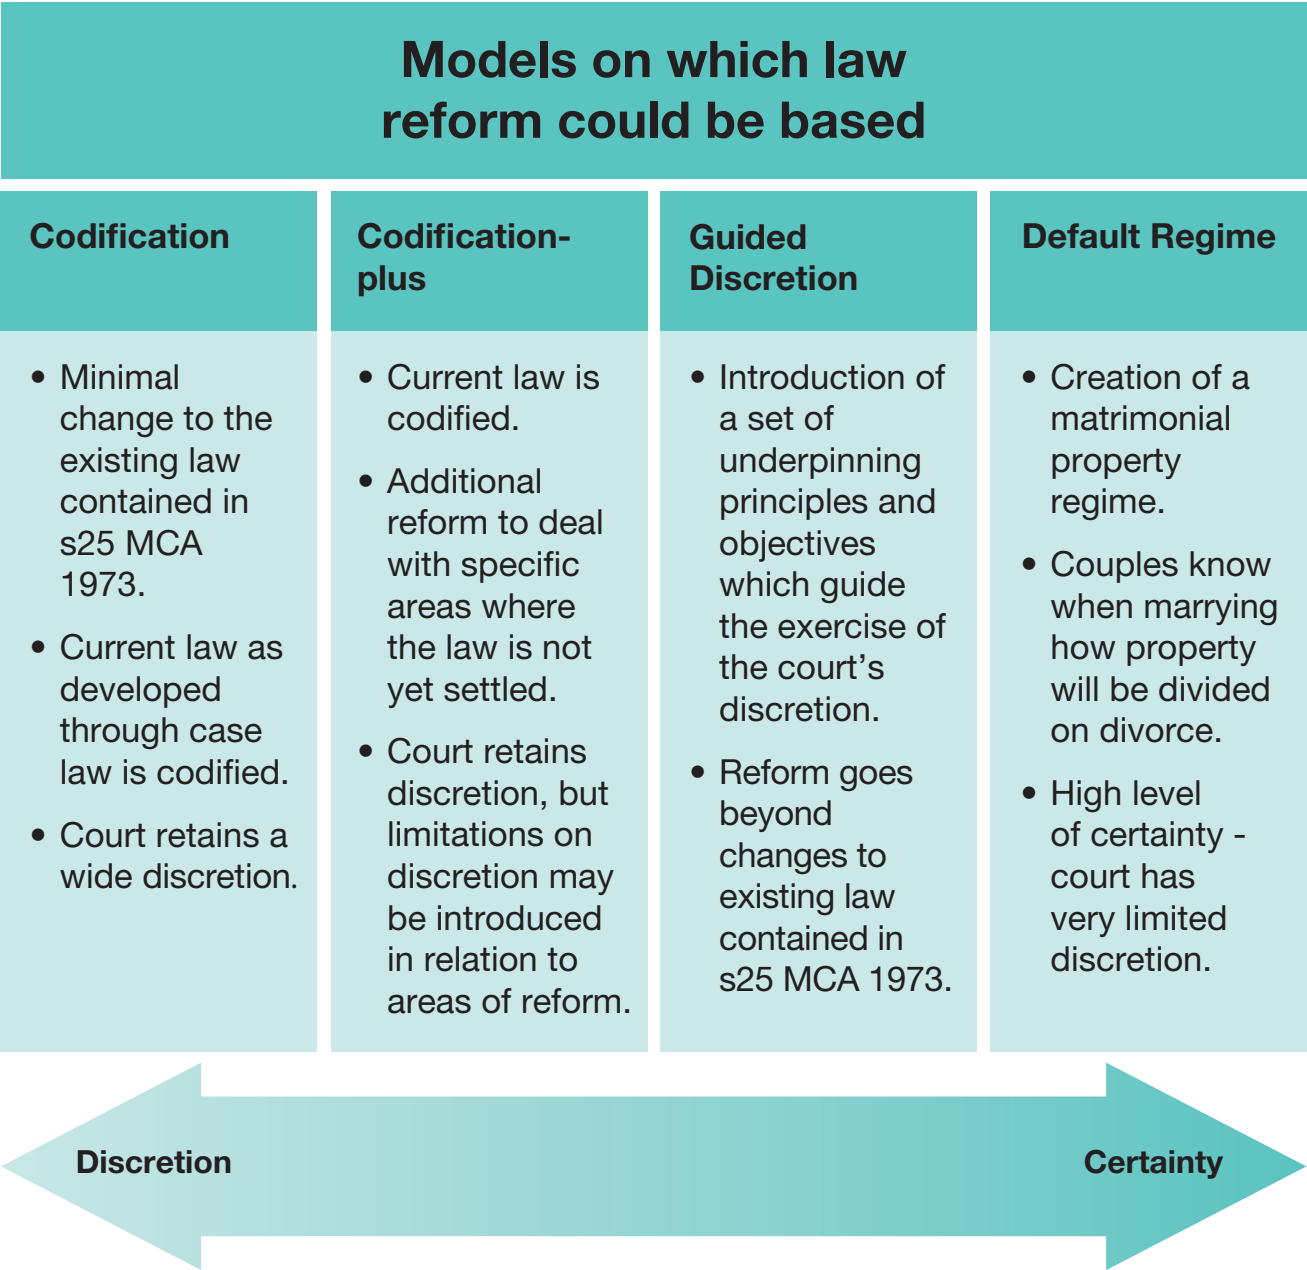 Models on which law
reform could be based
Codification
• Minimal
change to the
existing law
contained in
s25 MCA
1973.
• Current law as
developed
through case
law is codified.
• Court retains a
wide discretion.
Codification-
plus
• Current law is
codified.
• Additional
reform to deal
with specific
areas where
the law is not
yet settled.
• Court retains
discretion, but
limitations on
discretion may
be introduced
in relation to
areas of reform.
Guided
Discretion
• Introduction of
a set of
underpinning
principles and
objectives
which guide
the exercise of
the court’s
discretion.
• Reform goes
beyond
changes to
existing law
contained in
s25 MCA 1973.
Default Regime
• Creation of a
matrimonial
property
regime.
• Couples know
when marrying
how property
will be divided
on divorce.
• High level
of certainty -
court has
very limited
discretion.
Discretion
Certainty